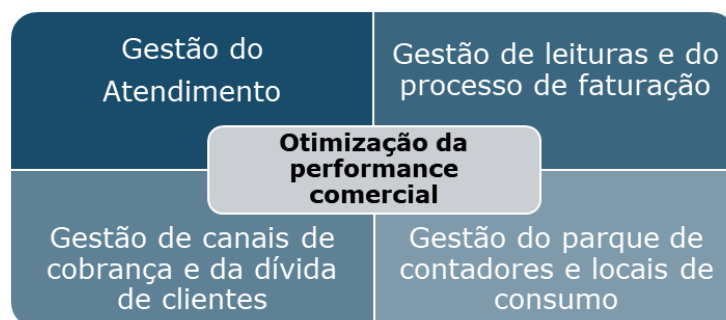 Gestão do
Atendimento
Gestão de leituras e do
processo de faturação
Otimização da
performance
comercial
Gestão de canais de
cobrança e da dívida
de clientes
Gestão do parque de
contadores e locais de
consumo